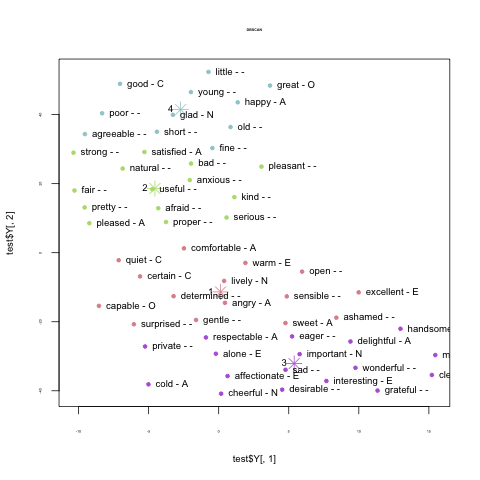 DBSCAN
little - -
good - C
great - O
young - -
happy - A
4
glad - N
poor - -
old - -
short - -
agreeable - -
fine - -
strong - -
satisfied - A
bad - -
pleasant - -
natural - -
anxious - -
2
useful - -
fair - -
kind - -
pretty - -
afraid - -
serious - -
pleased - A
proper - -
comfortable - A
quiet - C
warm - E
open - -
certain - C
lively - N
1
excellent - E
determined - -
sensible - -
angry - A
capable - O
ashamed - -
gentle - -
surprised - -
sweet - A
handsome
respectable - A
eager - -
delightful - A
private - -
alone - E
important - N
m
3
sad - -
wonderful - -
affectionate - E
cle
interesting - E
cold - A
desirable - -
grateful - -
cheerful - N
test$Y[, 1]
test$Y[, 2]